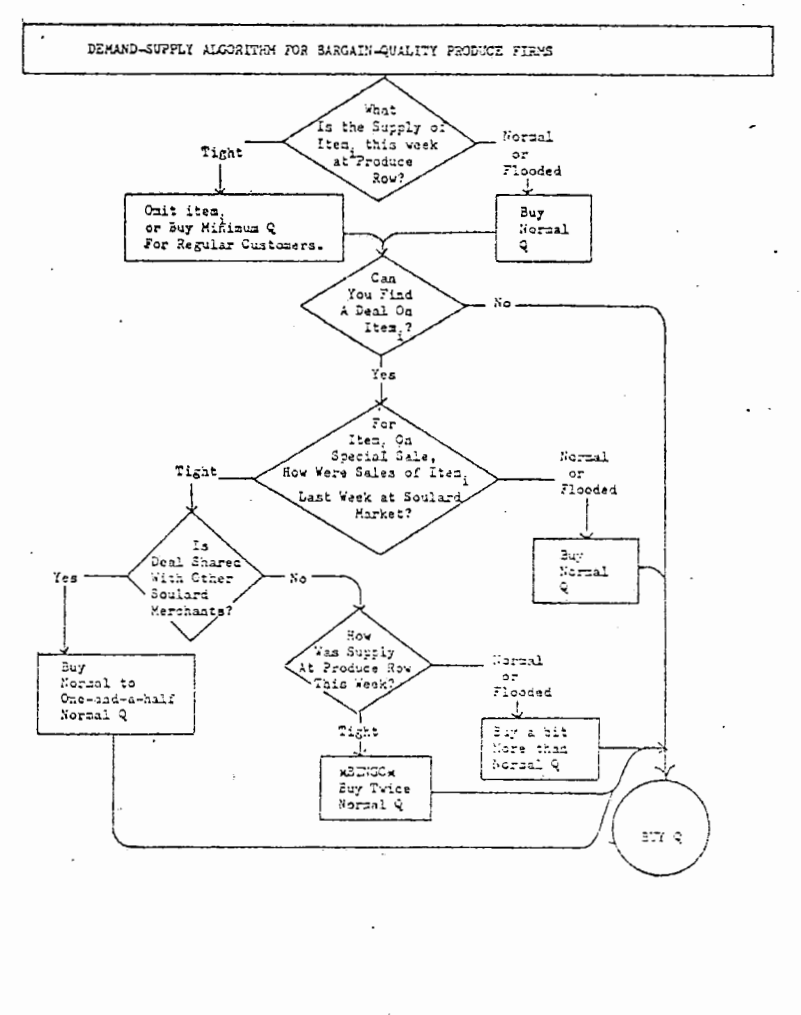 DEMAND-SUPPLY ALGORITHM FOR BARGAIN-QUALITY PRODUCE FIRMS
What
Is the Supply of
Item i this week
at Produce
Row?
Tight
Normal
or
Flooded
Omit item i
or Buy Minimum Q
For Regular Customers.
Buy
Normal
Q
Can
You Find
A Deal On
Item i?
No
Yes
For
Item i On
Special Sale,
How Were Sales of Item i
Last Week at Soulard
Market?
Tight
Normal
or
Flooded
Buy
Normal
Q
Is
Deal Shared
With Other
Soulard
Merchants?
Yes
No
Buy
Normal to
One-and-a-half
Normal Q
How
Was Supply
At Produce Row
This Week?
Normal
or
Flooded
Tight
Buy a bit
More than
Normal Q
*BINGO*
Buy Twice
Normal Q
BUY Q